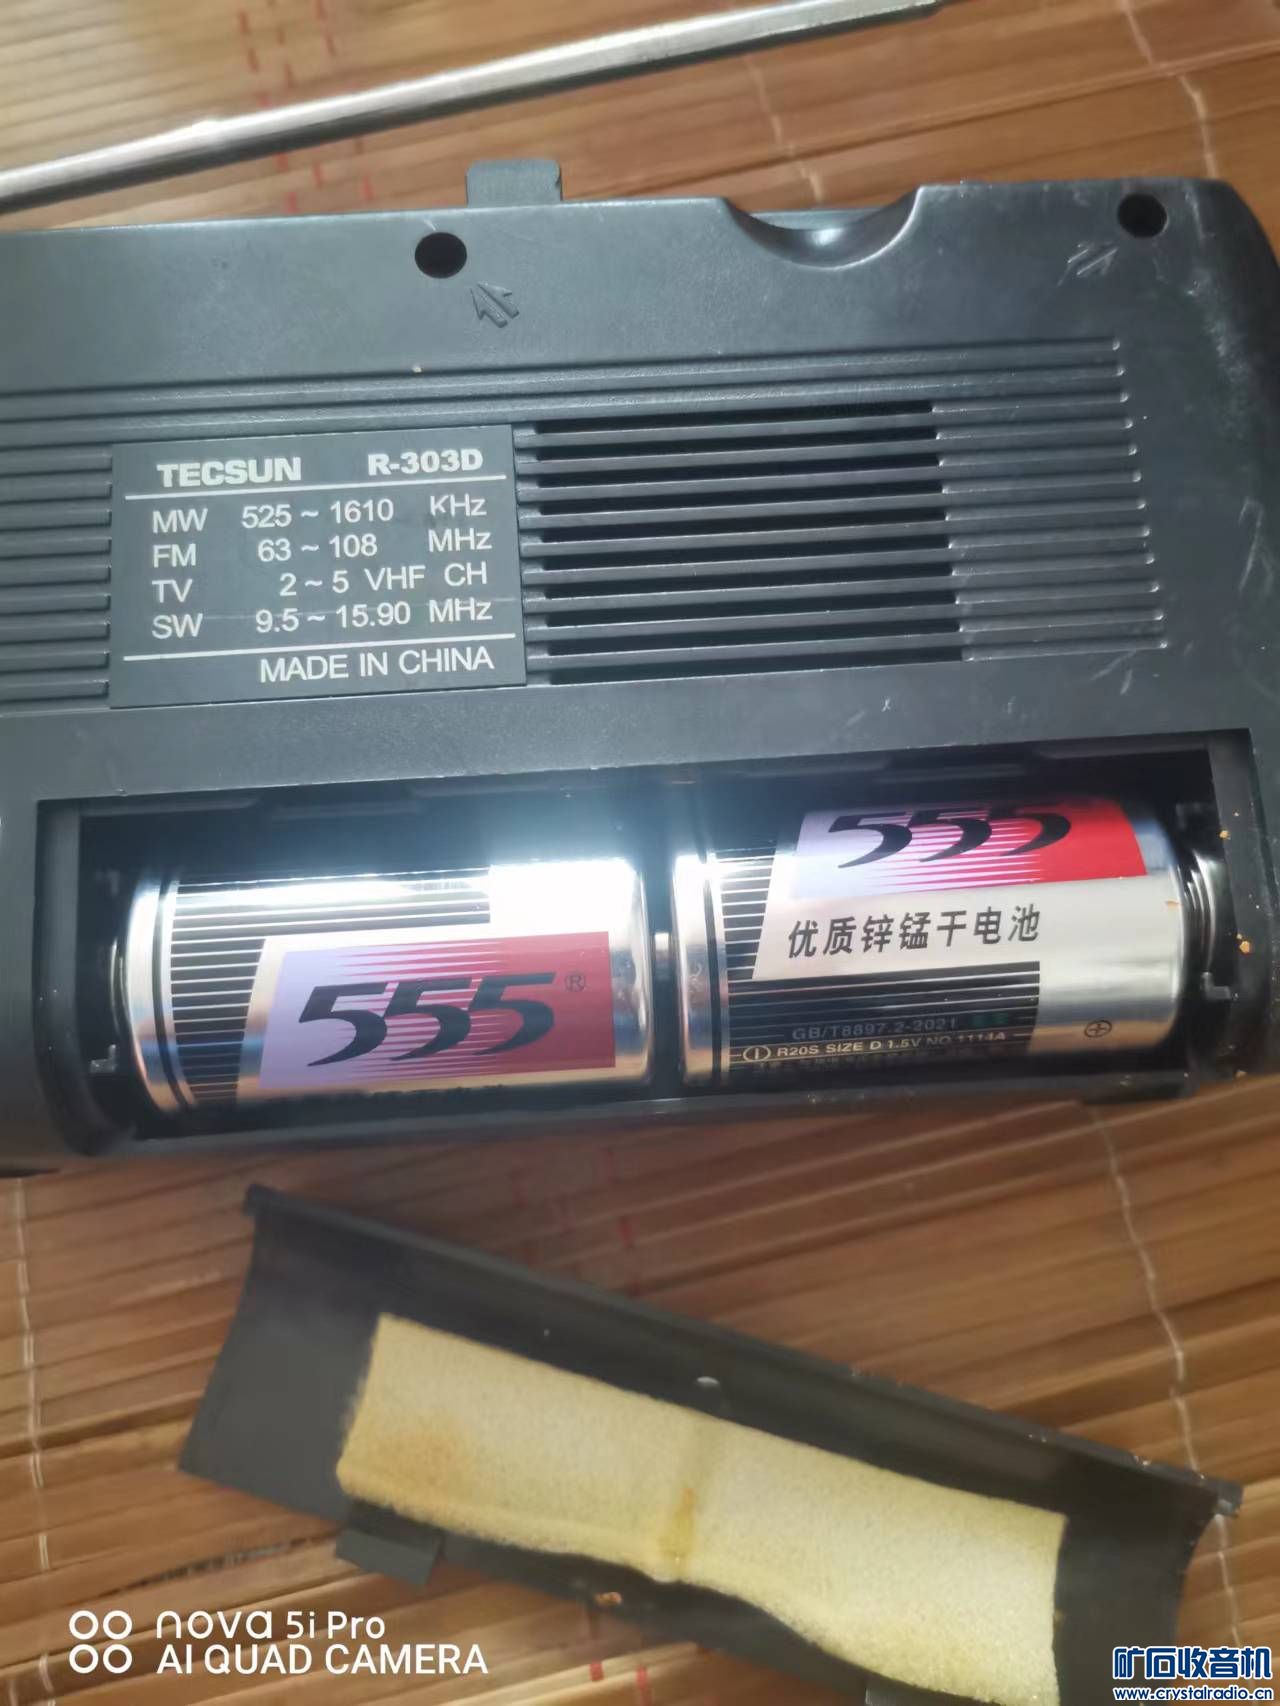 TECSUN R-303D
MW 525 ~ 1610 KHz
FM 63 ~ 108 MHz
TV 2 ~ 5 VHF CH
SW 9.5 ~ 15.90 MHz
MADE IN CHINA
555
优质锌锰干电池
GB/T8897.2-2021
R20S SIZE D 1.5V NO.1114A
555®
nova 5i Pro
AI QUAD CAMERA
矿石收音机
www.crystalradio.cn